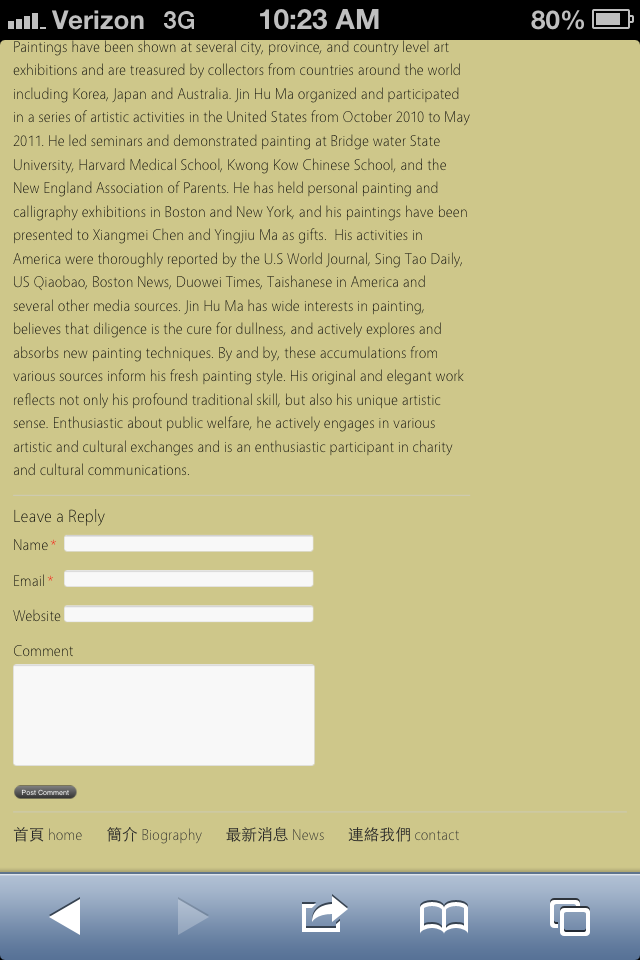 Verizon 3G 10:23 AM 80%
Paintings have been shown at several city, province, and country level art
exhibitions and are treasured by collectors from countries around the world
including Korea, Japan and Australia. Jin Hu Ma organized and participated
in a series of artistic activities in the United States from October 2010 to May
2011. He led seminars and demonstrated painting at Bridge water State
University, Harvard Medical School, Kwong Kow Chinese School, and the
New England Association of Parents. He has held personal painting and
calligraphy exhibitions in Boston and New York, and his paintings have been
presented to Xiangmei Chen and Yingjiu Ma as gifts.  His activities in
America were thoroughly reported by the U.S World Journal, Sing Tao Daily,
US Qiaobao, Boston News, Duowei Times, Taishanese in America and
several other media sources. Jin Hu Ma has wide interests in painting,
believes that diligence is the cure for dullness, and actively explores and
absorbs new painting techniques. By and by, these accumulations from
various sources inform his fresh painting style. His original and elegant work
reflects not only his profound traditional skill, but also his unique artistic
sense. Enthusiastic about public welfare, he actively engages in various
artistic and cultural exchanges and is an enthusiastic participant in charity
and cultural communications.
Leave a Reply
Name *
Email *
Website
Comment
Post Comment
首頁 home 簡介 Biography 最新消息 News 連絡我們 contact